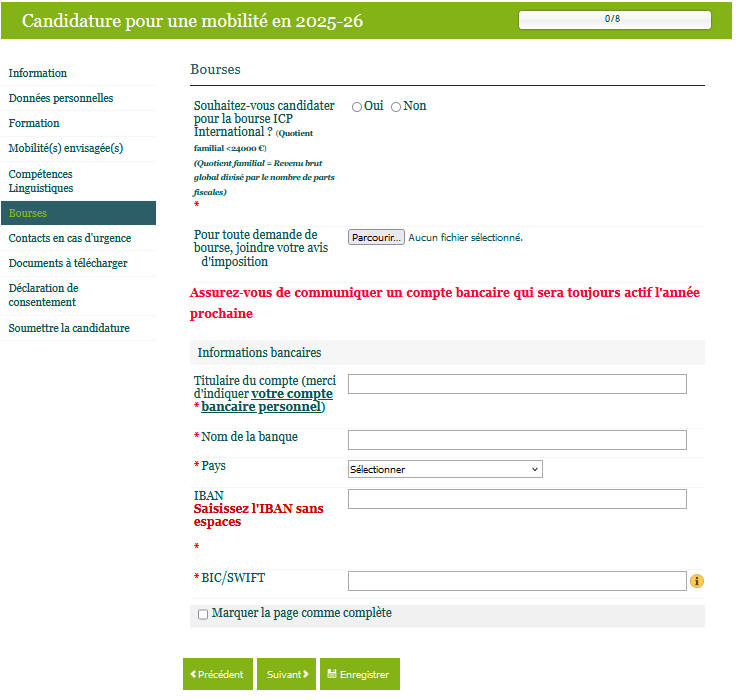 Candidature pour une mobilité en 2025-26
0/8
Information
Données personnelles
Formation
Mobilité(s) envisagée(s)
Compétences
Linguistiques
Bourses
Contacts en cas d'urgence
Documents à télécharger
Déclaration de
consentement
Soumettre la candidature
Bourses
Souhaitez-vous candidater
pour la bourse ICP
International ? (Quotient
familial <24000 €)
(Quotient familial = Revenu brut
global divisé par le nombre de parts
fiscales)
*
Oui Non
Pour toute demande de
bourse, joindre votre avis
d'imposition
Parcourir... Aucun fichier sélectionné.
Assurez-vous de communiquer un compte bancaire qui sera toujours actif l'année
prochaine
Informations bancaires
Titulaire du compte (merci
d'indiquer votre compte
* bancaire personnel)
* Nom de la banque
* Pays
Sélectionner
IBAN
Saisissez l'IBAN sans
espaces
*
* BIC/SWIFT
i
Marquer la page comme complète
Précédent
Suivant
Enregistrer